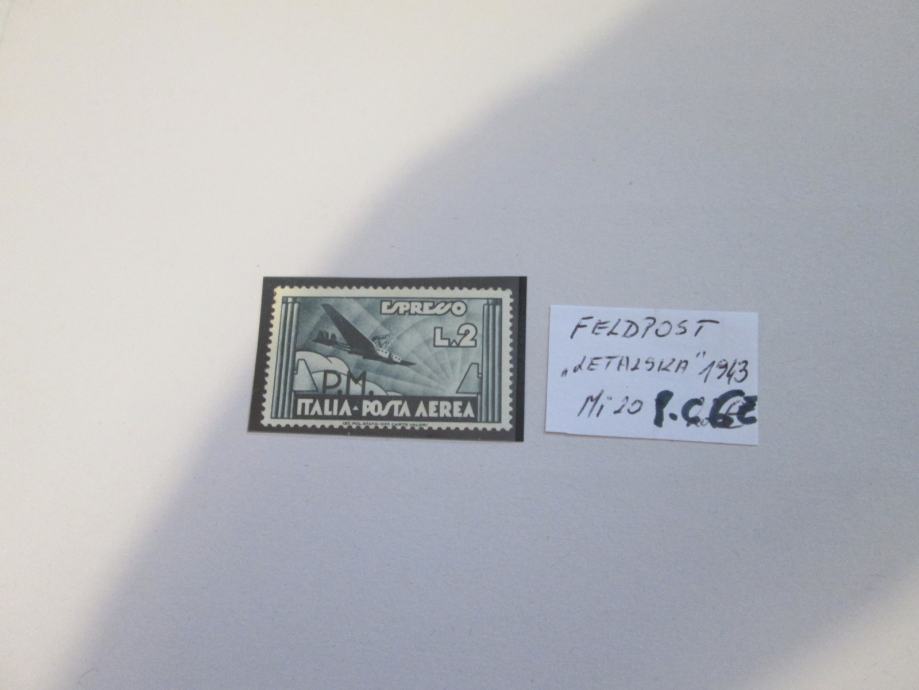 ESPRESSO
L.2
P.M.
ITALIA·POSTA AEREA
FELDPOST
„LETALSKA" 1943
Mi 20